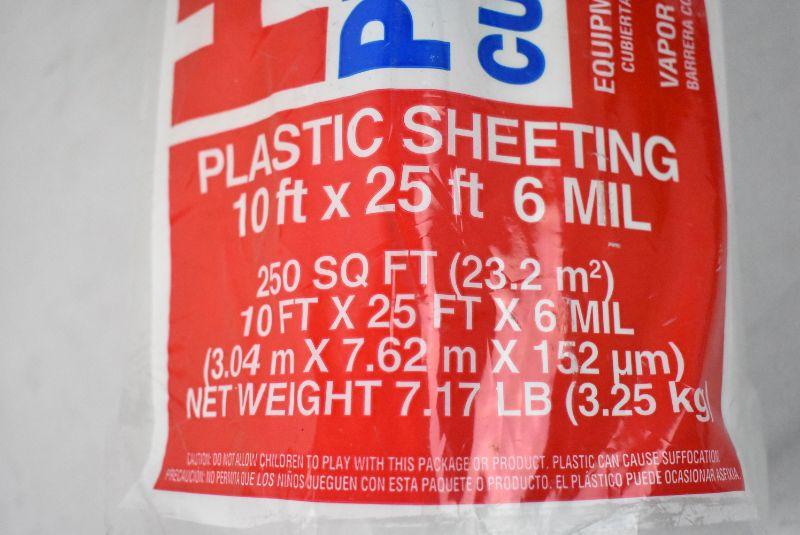 CU
EQUIPM
CUBIERTA
VAPOR
BARRERA CO
PLASTIC SHEETING
10 ft x 25 ft 6 MIL
250 SQ FT (23.2 m²)
10 FT X 25 FT X 6 MIL
(3.04 m X 7.62 m X 152 µm)
NET WEIGHT 7.17 LB (3.25 kg)
CAUTION: DO NOT ALLOW CHILDREN TO PLAY WITH THIS PACKAGE OR PRODUCT. PLASTIC CAN CAUSE SUFFOCATION
PRECAUCIÓN: NO PERMITA QUE LOS NIÑOS JUEGUEN CON ESTA PAQUETE O PRODUCTO. EL PLÁSTICO PUEDE OCASIONAR ASFIXIA